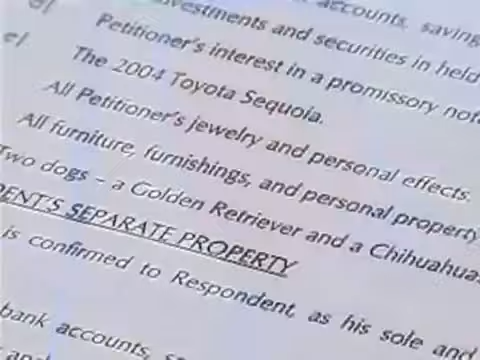 accounts, saving
investments and securities in held
d/ Petitioner's interest in a promissory not
e/ The 2004 Toyota Sequoia.
All Petitioner's jewelry and personal effects.
All furniture, furnishings, and personal property
Two dogs – a Golden Retriever and a Chihuahua
DENT'S SEPARATE PROPERTY
is confirmed to Respondent, as his sole and
bank accounts, s